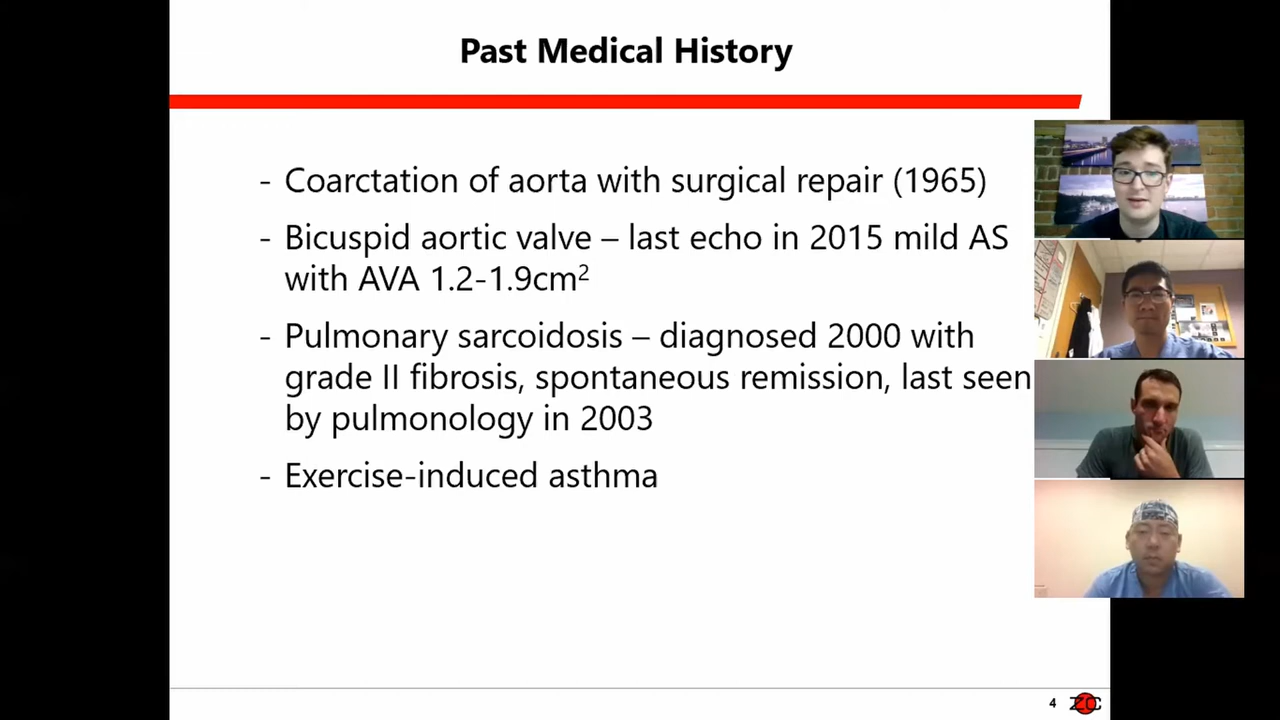 Past Medical History
- Coarctation of aorta with surgical repair (1965)
- Bicuspid aortic valve – last echo in 2015 mild AS
with AVA 1.2-1.9cm²
- Pulmonary sarcoidosis – diagnosed 2000 with
grade II fibrosis, spontaneous remission, last seen
by pulmonology in 2003
- Exercise-induced asthma
4